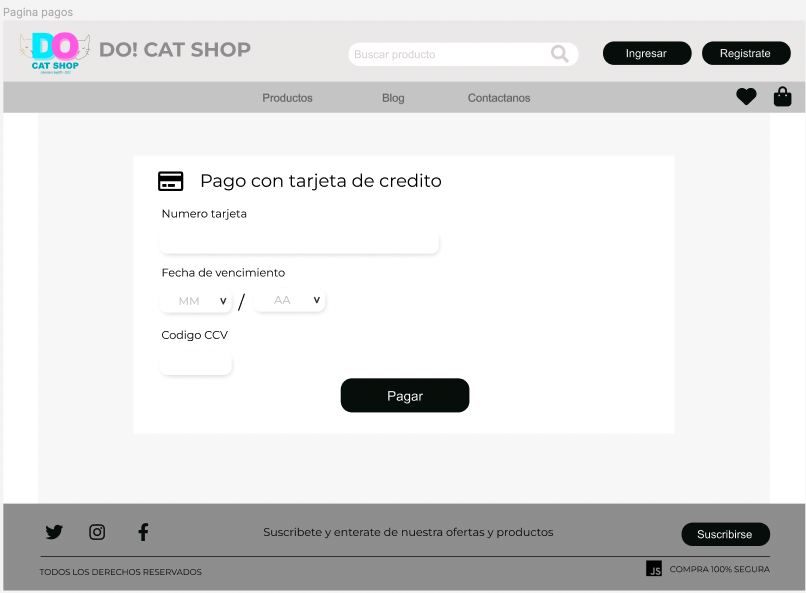 Pagina pagos
DO
CAT SHOP
DO! CAT SHOP
Buscar producto
Ingresar
Registrate
Productos
Blog
Contactanos
Pago con tarjeta de credito
Numero tarjeta
Fecha de vencimiento
MM v / AA v
Codigo CCV
Pagar
Suscribete y enterate de nuestra ofertas y productos
Suscribirse
TODOS LOS DERECHOS RESERVADOS
JS
COMPRA 100% SEGURA